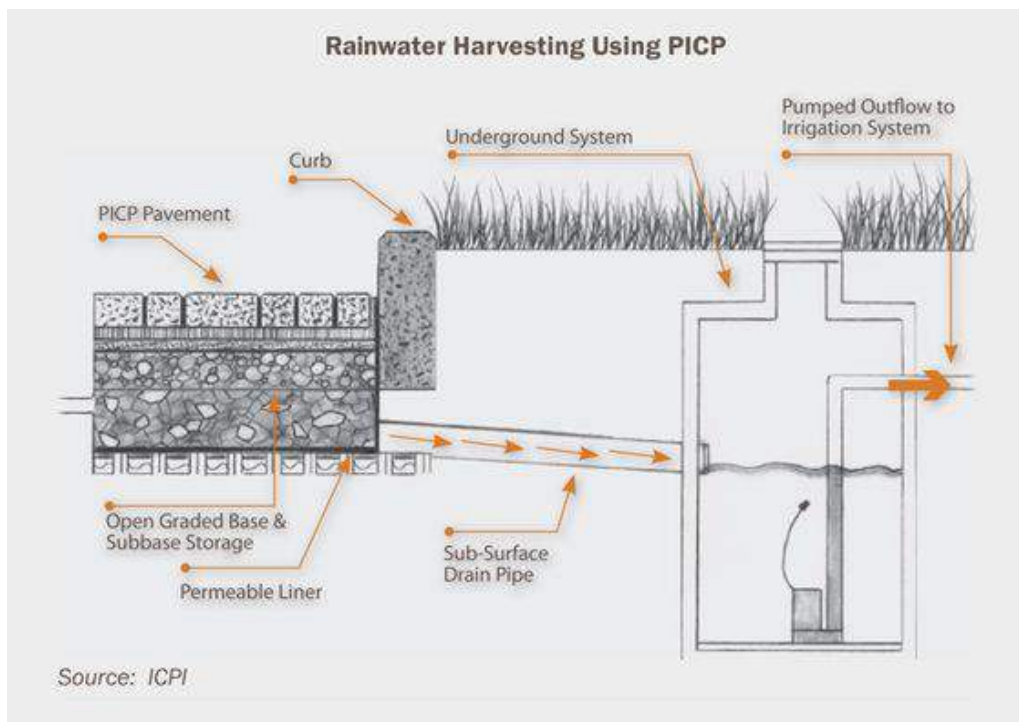 Rainwater Harvesting Using PICP
Pumped Outflow to
Irrigation System
Underground System
Curb
PICP Pavement
Open Graded Base &
Subbase Storage
Sub-Surface
Drain Pipe
Permeable Liner
Source: ICPI